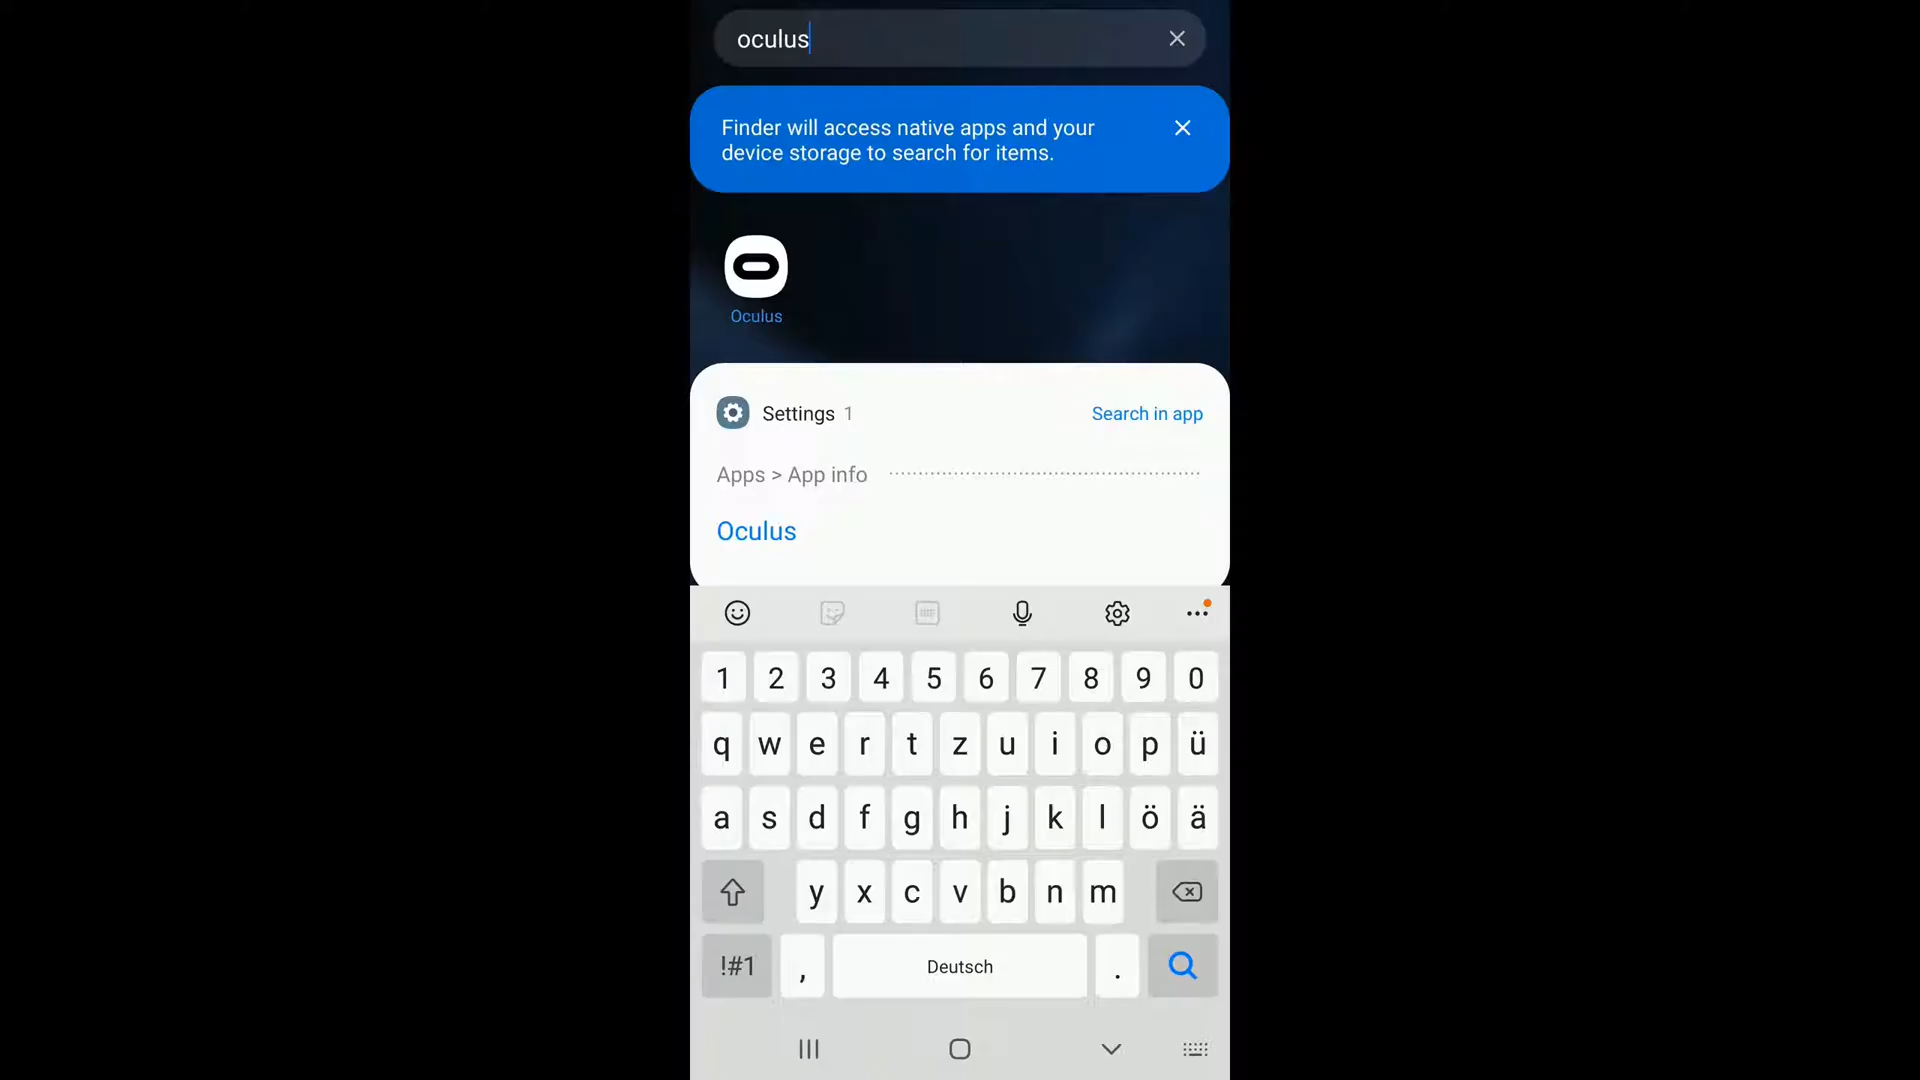 oculus
Finder will access native apps and your
device storage to search for items.
Oculus
Settings 1
Search in app
Apps > App info
Oculus
1 2 3 4 5 6 7 8 9 0
q w e r t z u i o p ü
a s d f g h j k l ö ä
y x c v b n m
!#1 , Deutsch .